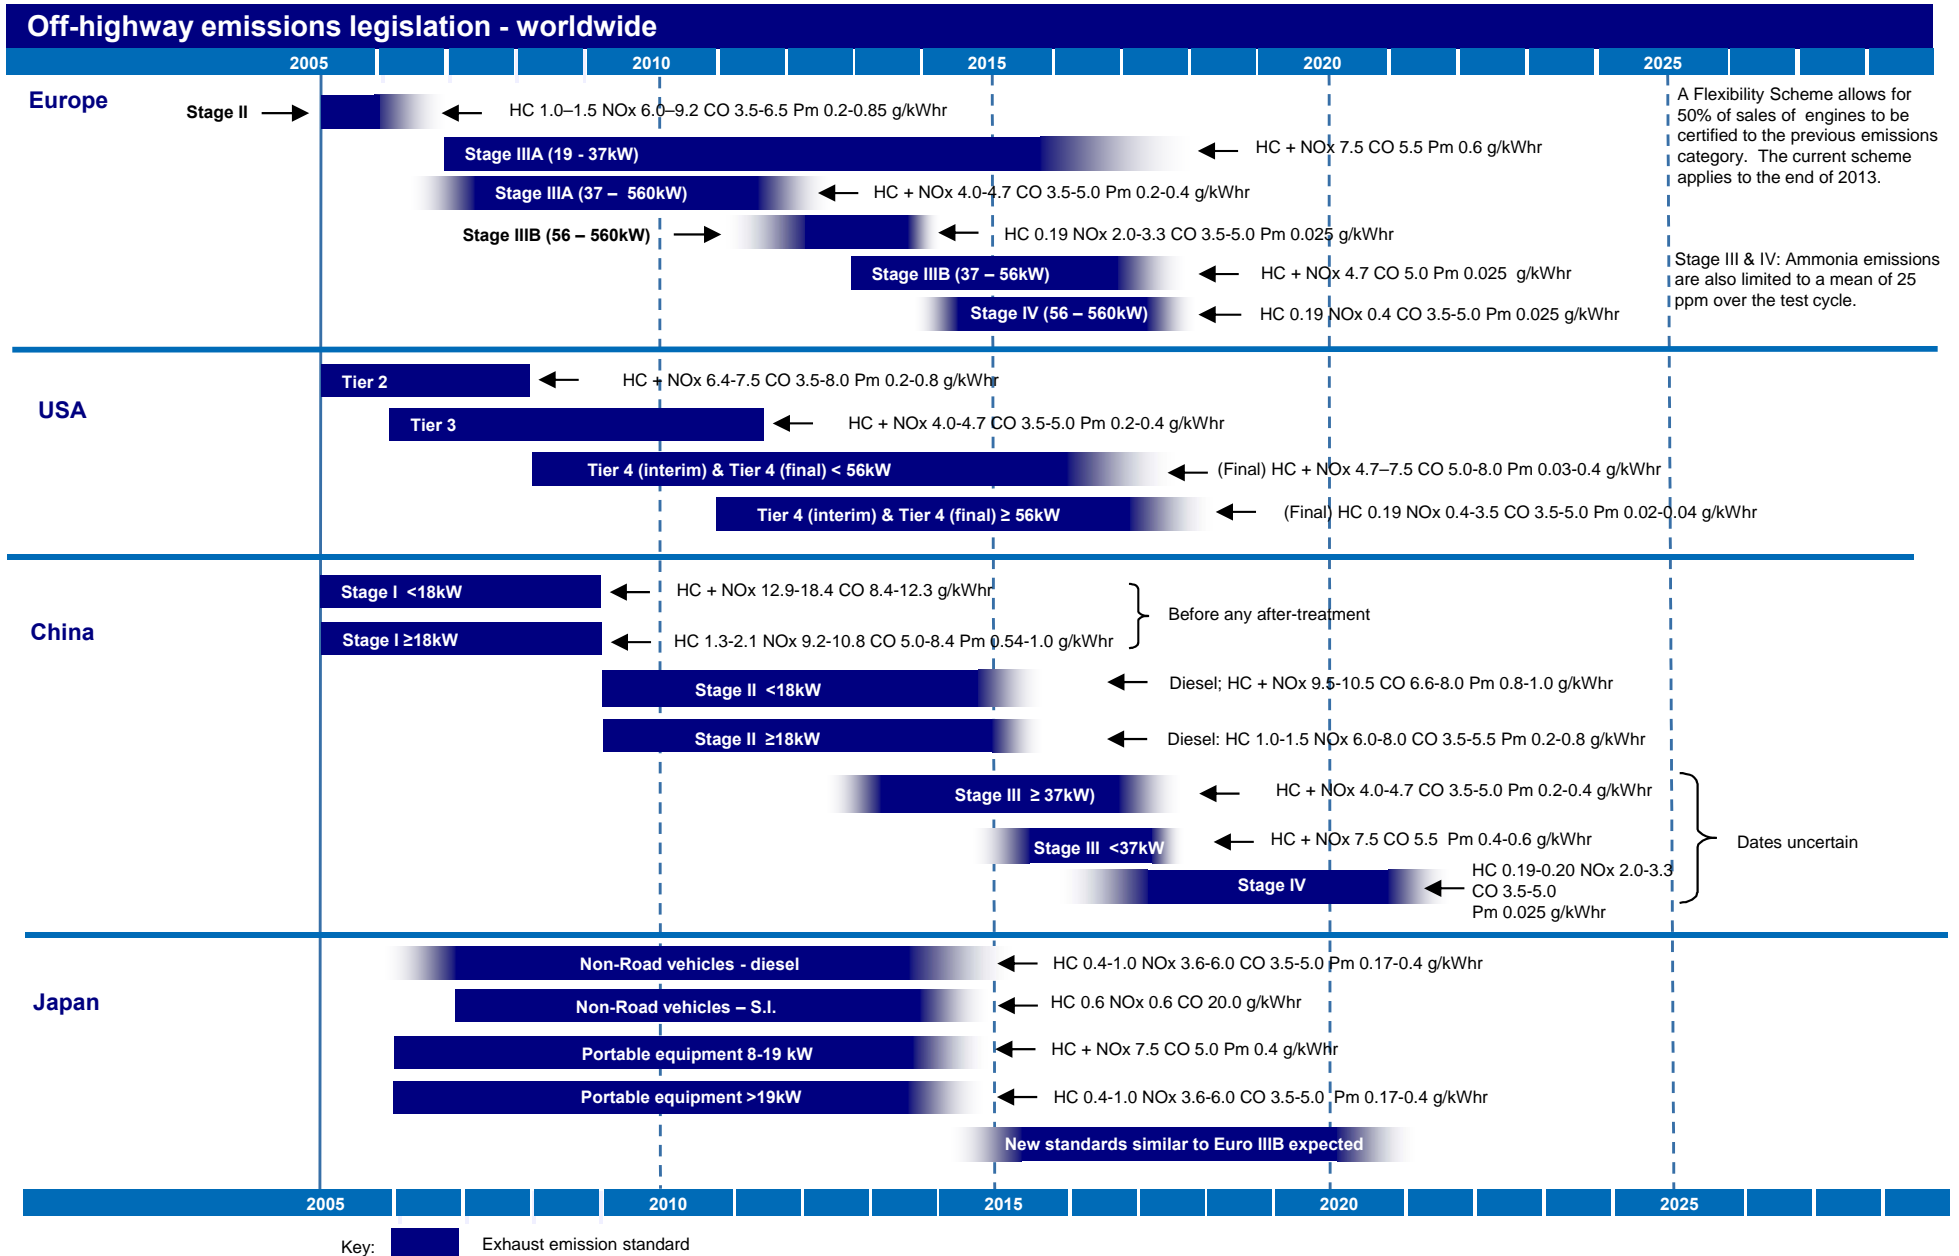 Off-highway emissions legislation - worldwide
2005 2010 2015 2020 2025
Europe
Stage II
HC 1.0–1.5 NOx 6.0–9.2 CO 3.5-6.5 Pm 0.2-0.85 g/kWhr
Stage IIIA (19 - 37kW)
HC + NOx 7.5 CO 5.5 Pm 0.6 g/kWhr
Stage IIIA (37 – 560kW)
HC + NOx 4.0-4.7 CO 3.5-5.0 Pm 0.2-0.4 g/kWhr
Stage IIIB (56 – 560kW)
HC 0.19 NOx 2.0-3.3 CO 3.5-5.0 Pm 0.025 g/kWhr
Stage IIIB (37 – 56kW)
HC + NOx 4.7 CO 5.0 Pm 0.025 g/kWhr
Stage IV (56 – 560kW)
HC 0.19 NOx 0.4 CO 3.5-5.0 Pm 0.025 g/kWhr
A Flexibility Scheme allows for
50% of sales of engines to be
certified to the previous emissions
category. The current scheme
applies to the end of 2013.
Stage III & IV: Ammonia emissions
are also limited to a mean of 25
ppm over the test cycle.
USA
Tier 2
HC + NOx 6.4-7.5 CO 3.5-8.0 Pm 0.2-0.8 g/kWhr
Tier 3
HC + NOx 4.0-4.7 CO 3.5-5.0 Pm 0.2-0.4 g/kWhr
Tier 4 (interim) & Tier 4 (final) < 56kW
(Final) HC + NOx 4.7–7.5 CO 5.0-8.0 Pm 0.03-0.4 g/kWhr
Tier 4 (interim) & Tier 4 (final) ≥ 56kW
(Final) HC 0.19 NOx 0.4-3.5 CO 3.5-5.0 Pm 0.02-0.04 g/kWhr
China
Stage I <18kW
HC + NOx 12.9-18.4 CO 8.4-12.3 g/kWhr
Stage I ≥18kW
HC 1.3-2.1 NOx 9.2-10.8 CO 5.0-8.4 Pm 0.54-1.0 g/kWhr
Before any after-treatment
Stage II <18kW
Diesel; HC + NOx 9.5-10.5 CO 6.6-8.0 Pm 0.8-1.0 g/kWhr
Stage II ≥18kW
Diesel: HC 1.0-1.5 NOx 6.0-8.0 CO 3.5-5.5 Pm 0.2-0.8 g/kWhr
Stage III ≥ 37kW)
HC + NOx 4.0-4.7 CO 3.5-5.0 Pm 0.2-0.4 g/kWhr
Stage III <37kW
HC + NOx 7.5 CO 5.5 Pm 0.4-0.6 g/kWhr
Stage IV
HC 0.19-0.20 NOx 2.0-3.3
CO 3.5-5.0
Pm 0.025 g/kWhr
Dates uncertain
Japan
Non-Road vehicles - diesel
HC 0.4-1.0 NOx 3.6-6.0 CO 3.5-5.0 Pm 0.17-0.4 g/kWhr
Non-Road vehicles – S.I.
HC 0.6 NOx 0.6 CO 20.0 g/kWhr
Portable equipment 8-19 kW
HC + NOx 7.5 CO 5.0 Pm 0.4 g/kWhr
Portable equipment >19kW
HC 0.4-1.0 NOx 3.6-6.0 CO 3.5-5.0 Pm 0.17-0.4 g/kWhr
New standards similar to Euro IIIB expected
2005 2010 2015 2020 2025
Key:
Exhaust emission standard